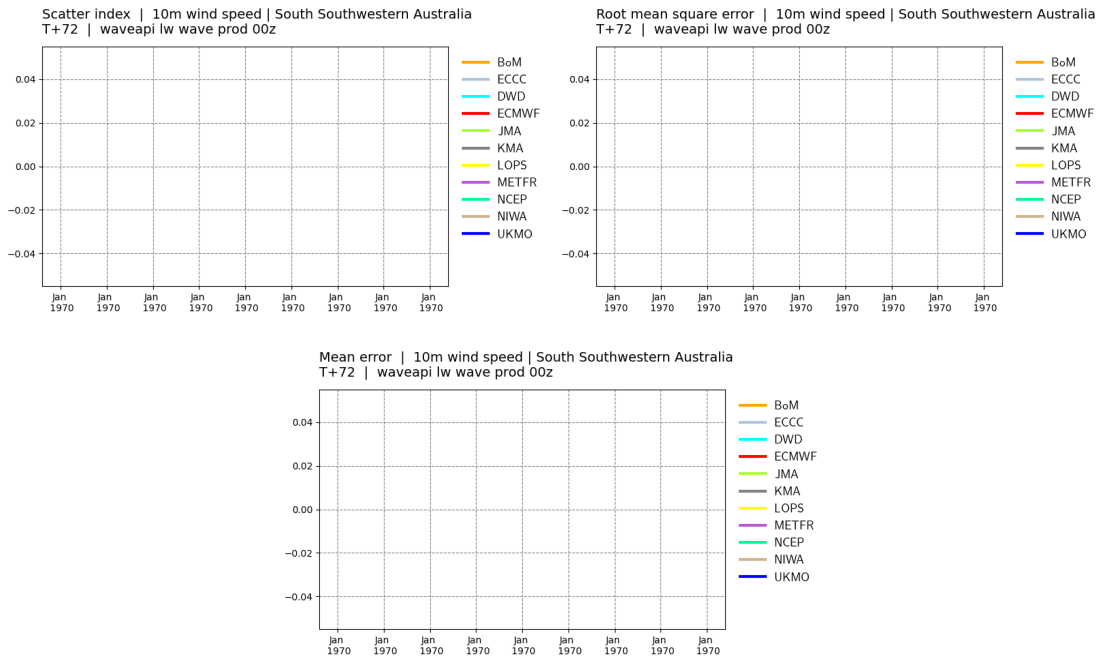 Scatter index | 10m wind speed | South Southwestern Australia
T+72 | waveapi lw wave prod 00z
0.04
0.02
0.00
−0.02
−0.04
Jan
1970
Jan
1970
Jan
1970
Jan
1970
Jan
1970
Jan
1970
Jan
1970
Jan
1970
Jan
1970
BoM
ECCC
DWD
ECMWF
JMA
KMA
LOPS
METFR
NCEP
NIWA
UKMO
Root mean square error | 10m wind speed | South Southwestern Australia
T+72 | waveapi lw wave prod 00z
0.04
0.02
0.00
−0.02
−0.04
Jan
1970
Jan
1970
Jan
1970
Jan
1970
Jan
1970
Jan
1970
Jan
1970
Jan
1970
Jan
1970
BoM
ECCC
DWD
ECMWF
JMA
KMA
LOPS
METFR
NCEP
NIWA
UKMO
Mean error | 10m wind speed | South Southwestern Australia
T+72 | waveapi lw wave prod 00z
0.04
0.02
0.00
−0.02
−0.04
Jan
1970
Jan
1970
Jan
1970
Jan
1970
Jan
1970
Jan
1970
Jan
1970
Jan
1970
Jan
1970
BoM
ECCC
DWD
ECMWF
JMA
KMA
LOPS
METFR
NCEP
NIWA
UKMO